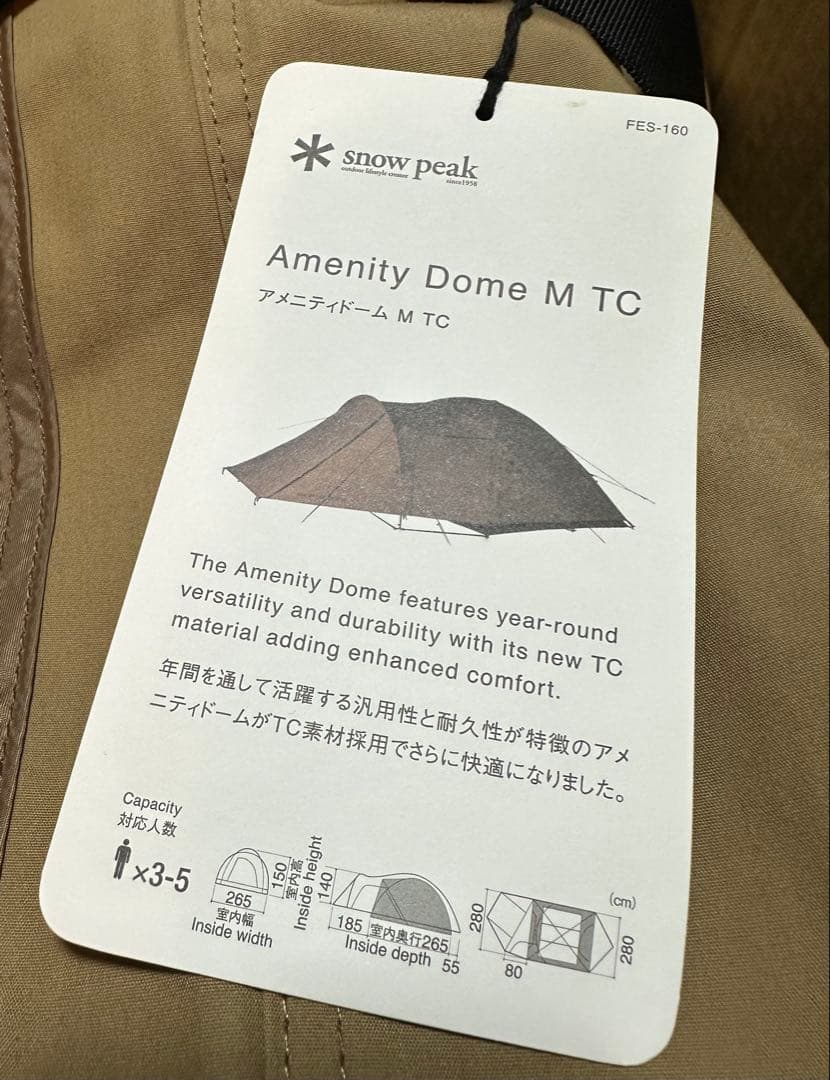 FES-160
snow peak
outdoor lifestyle creator
since1958
Amenity Dome M TC
アメニティドーム M TC
The Amenity Dome features year-round
versatility and durability with its new TC
material adding enhanced comfort.
年間を通して活躍する汎用性と耐久性が特徴のアメ
ニティドームがTC素材採用でさらに快適になりました。
Capacity
対応人数
×3-5
265
室内幅
Inside width
150
室内高
Inside height
140
185
室内奥行265
Inside depth
55
280
80
(cm)
280